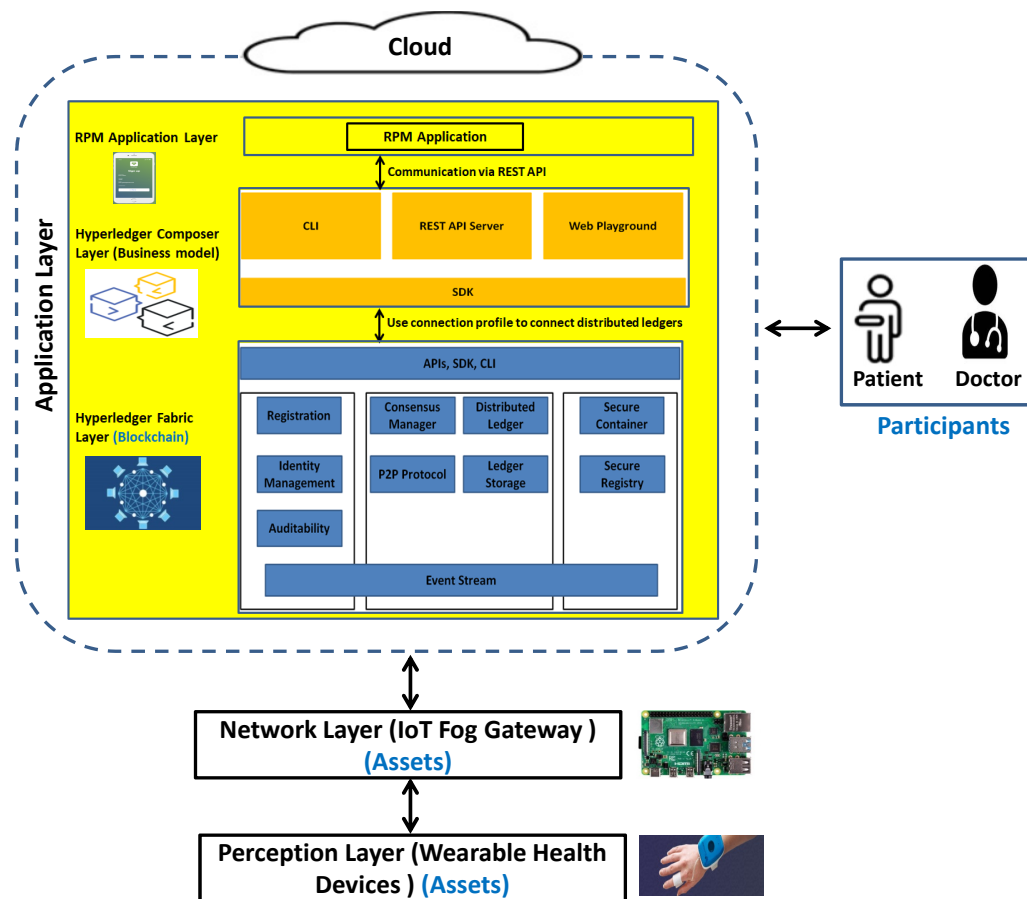 Cloud
Application Layer
RPM Application Layer
RPM Application
Communication via REST API
Hyperledger Composer
Layer (Business model)
CLI
REST API Server
Web Playground
SDK
Use connection profile to connect distributed ledgers
Hyperledger Fabric
Layer (Blockchain)
APIs, SDK, CLI
Registration
Identity
Management
Auditability
Consensus
Manager
Distributed
Ledger
P2P Protocol
Ledger
Storage
Secure
Container
Secure
Registry
Event Stream
Patient
Doctor
Participants
Network Layer (IoT Fog Gateway )
(Assets)
HDMI
Perception Layer (Wearable Health
Devices ) (Assets)